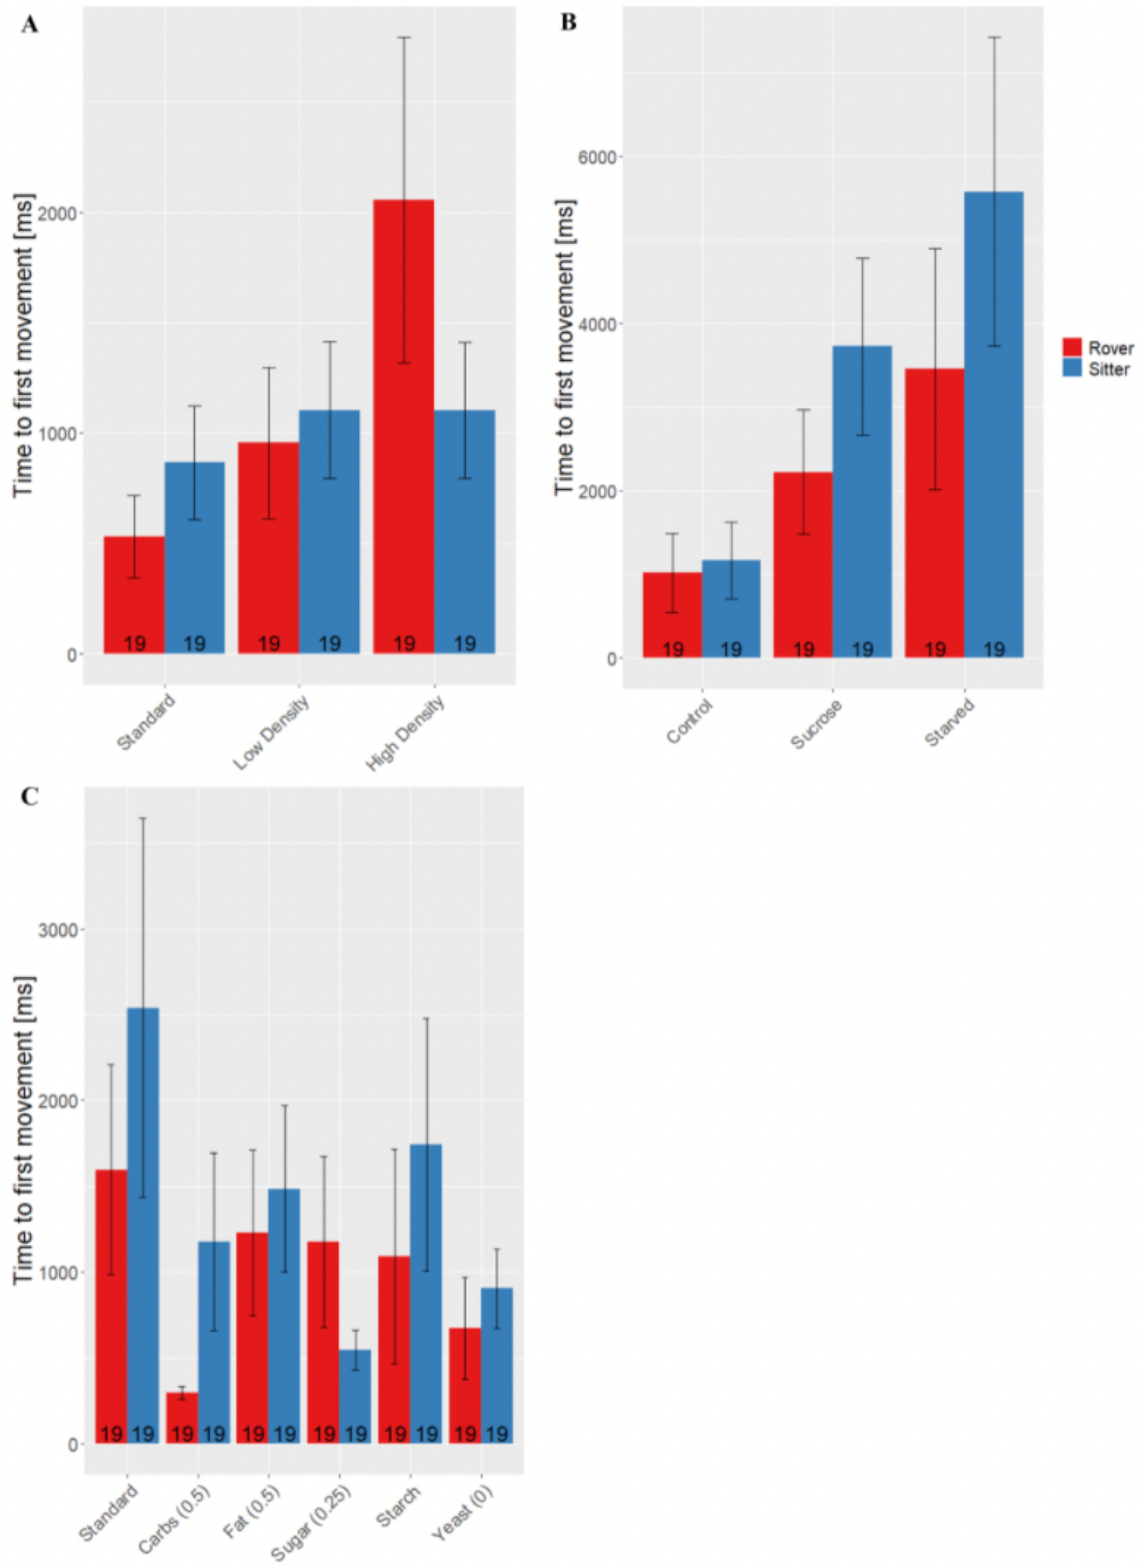 A
Time to first movement [ms]
2000
1000
0
19 19 19 19 19 19
Standard
Low Density
High Density
B
Time to first movement [ms]
6000
4000
2000
0
19 19 19 19 19 19
Control
Sucrose
Starved
Rover
Sitter
C
Time to first movement [ms]
3000
2000
1000
0
19 19 19 19 19 19 19 19 19 19 19 19
Standard
Carbs (0.5)
Fat (0.5)
Sugar (0.25)
Starch
Yeast (0)